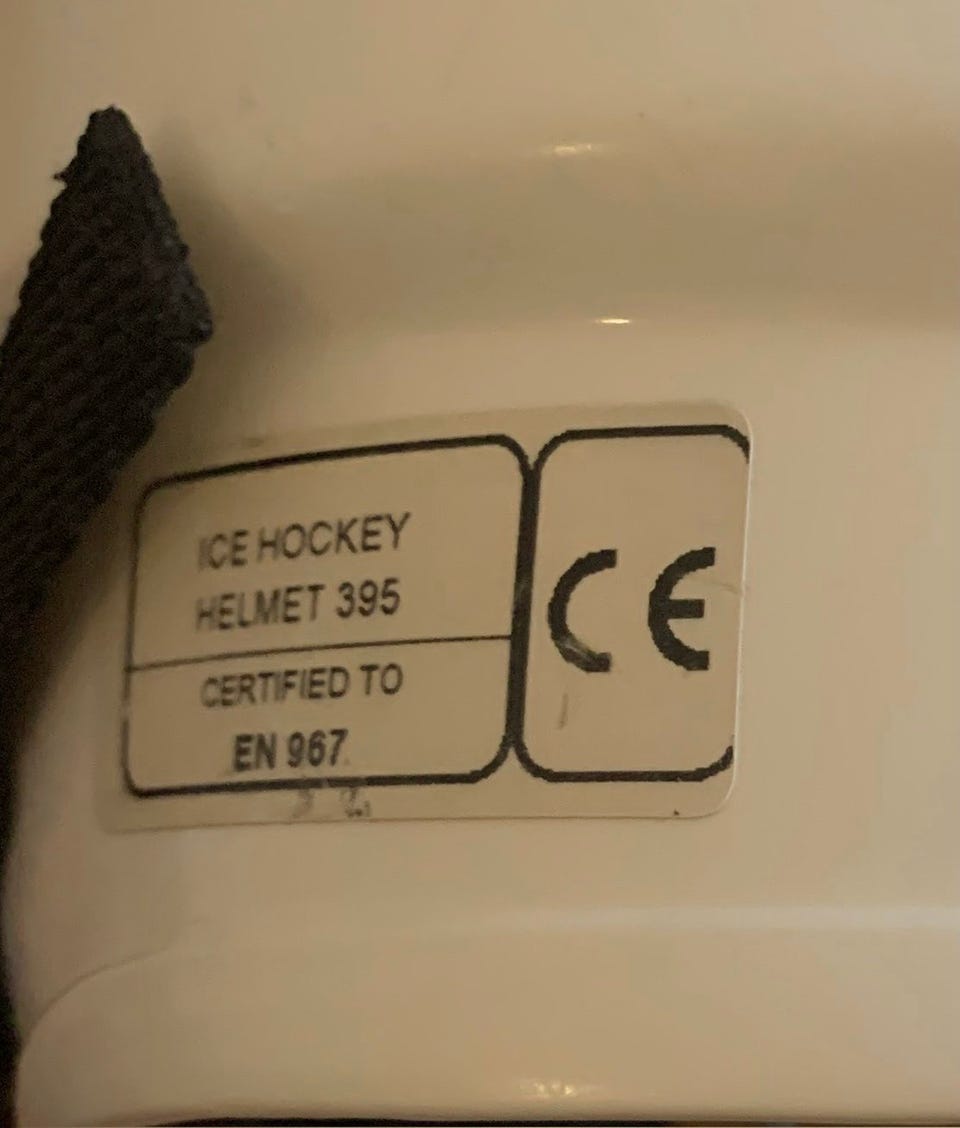 ICE HOCKEY
HELMET 395
CERTIFIED TO
EN 967
CE